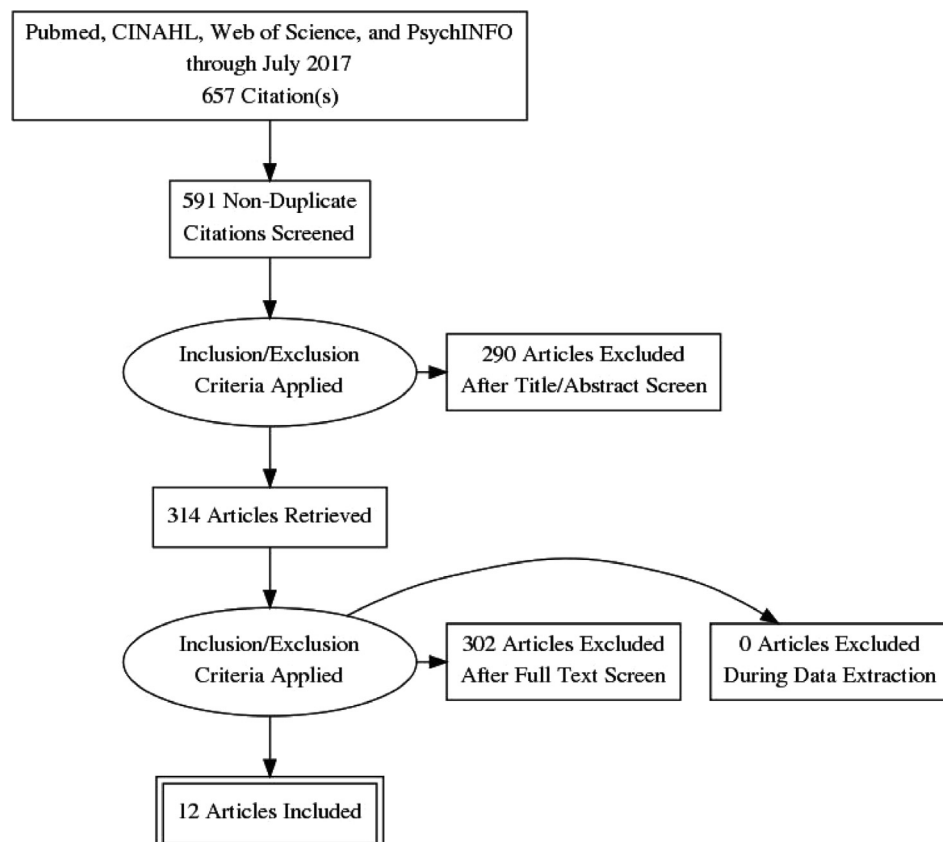 Pubmed, CINAHL, Web of Science, and PsychINFO
through July 2017
657 Citation(s)
591 Non-Duplicate
Citations Screened
Inclusion/Exclusion
Criteria Applied
290 Articles Excluded
After Title/Abstract Screen
314 Articles Retrieved
Inclusion/Exclusion
Criteria Applied
302 Articles Excluded
After Full Text Screen
0 Articles Excluded
During Data Extraction
12 Articles Included